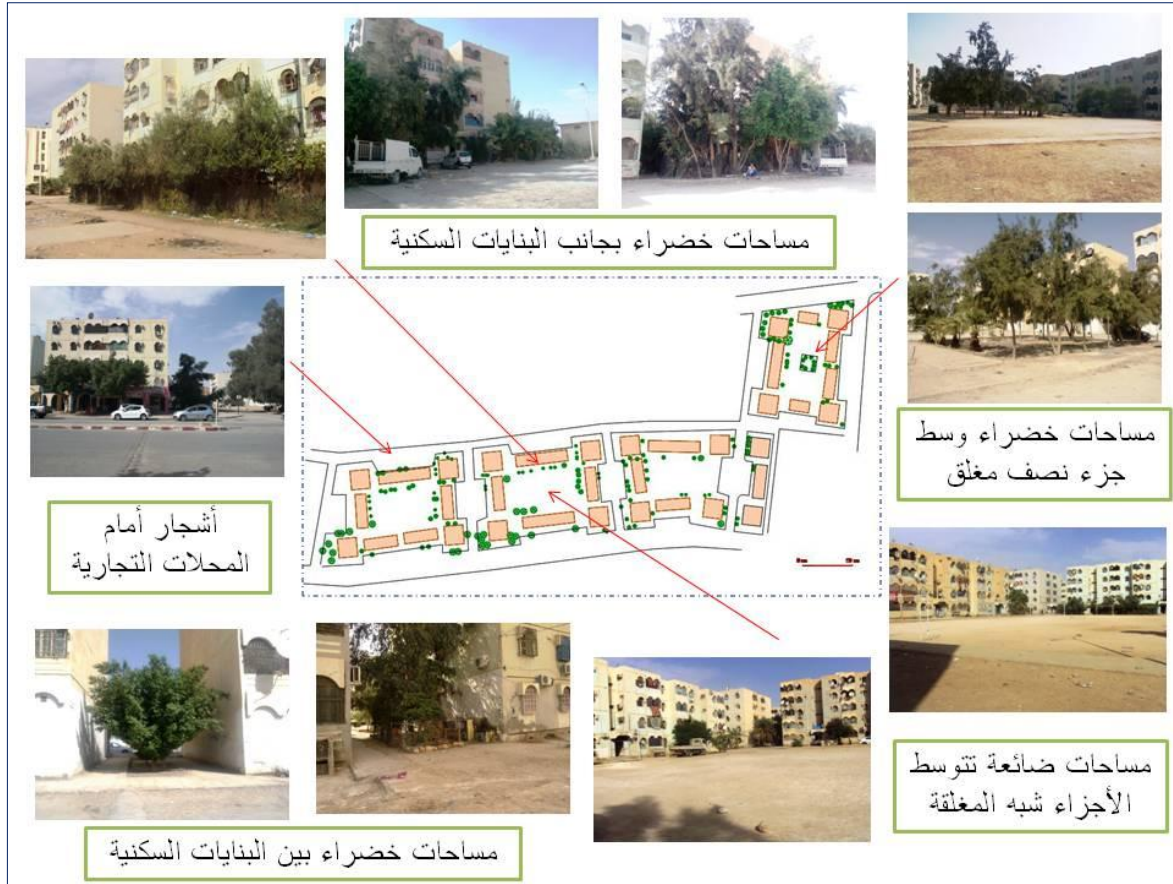 مساحات خضراء بجانب البنايات السكنية
مساحات خضراء وسط
جزء نصف مغلق
أشجار أمام
المحلات التجارية
مساحات ضائعة تتوسط
الأجزاء شبه المغلقة
مساحات خضراء بين البنايات السكنية